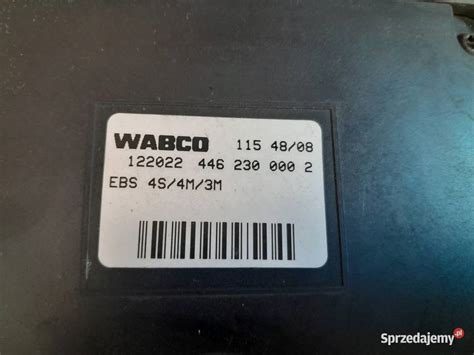 WABCO 115 48/08
122022 446 230 000 2
EBS 4S/4M/3M
Sprzedajemy.pl